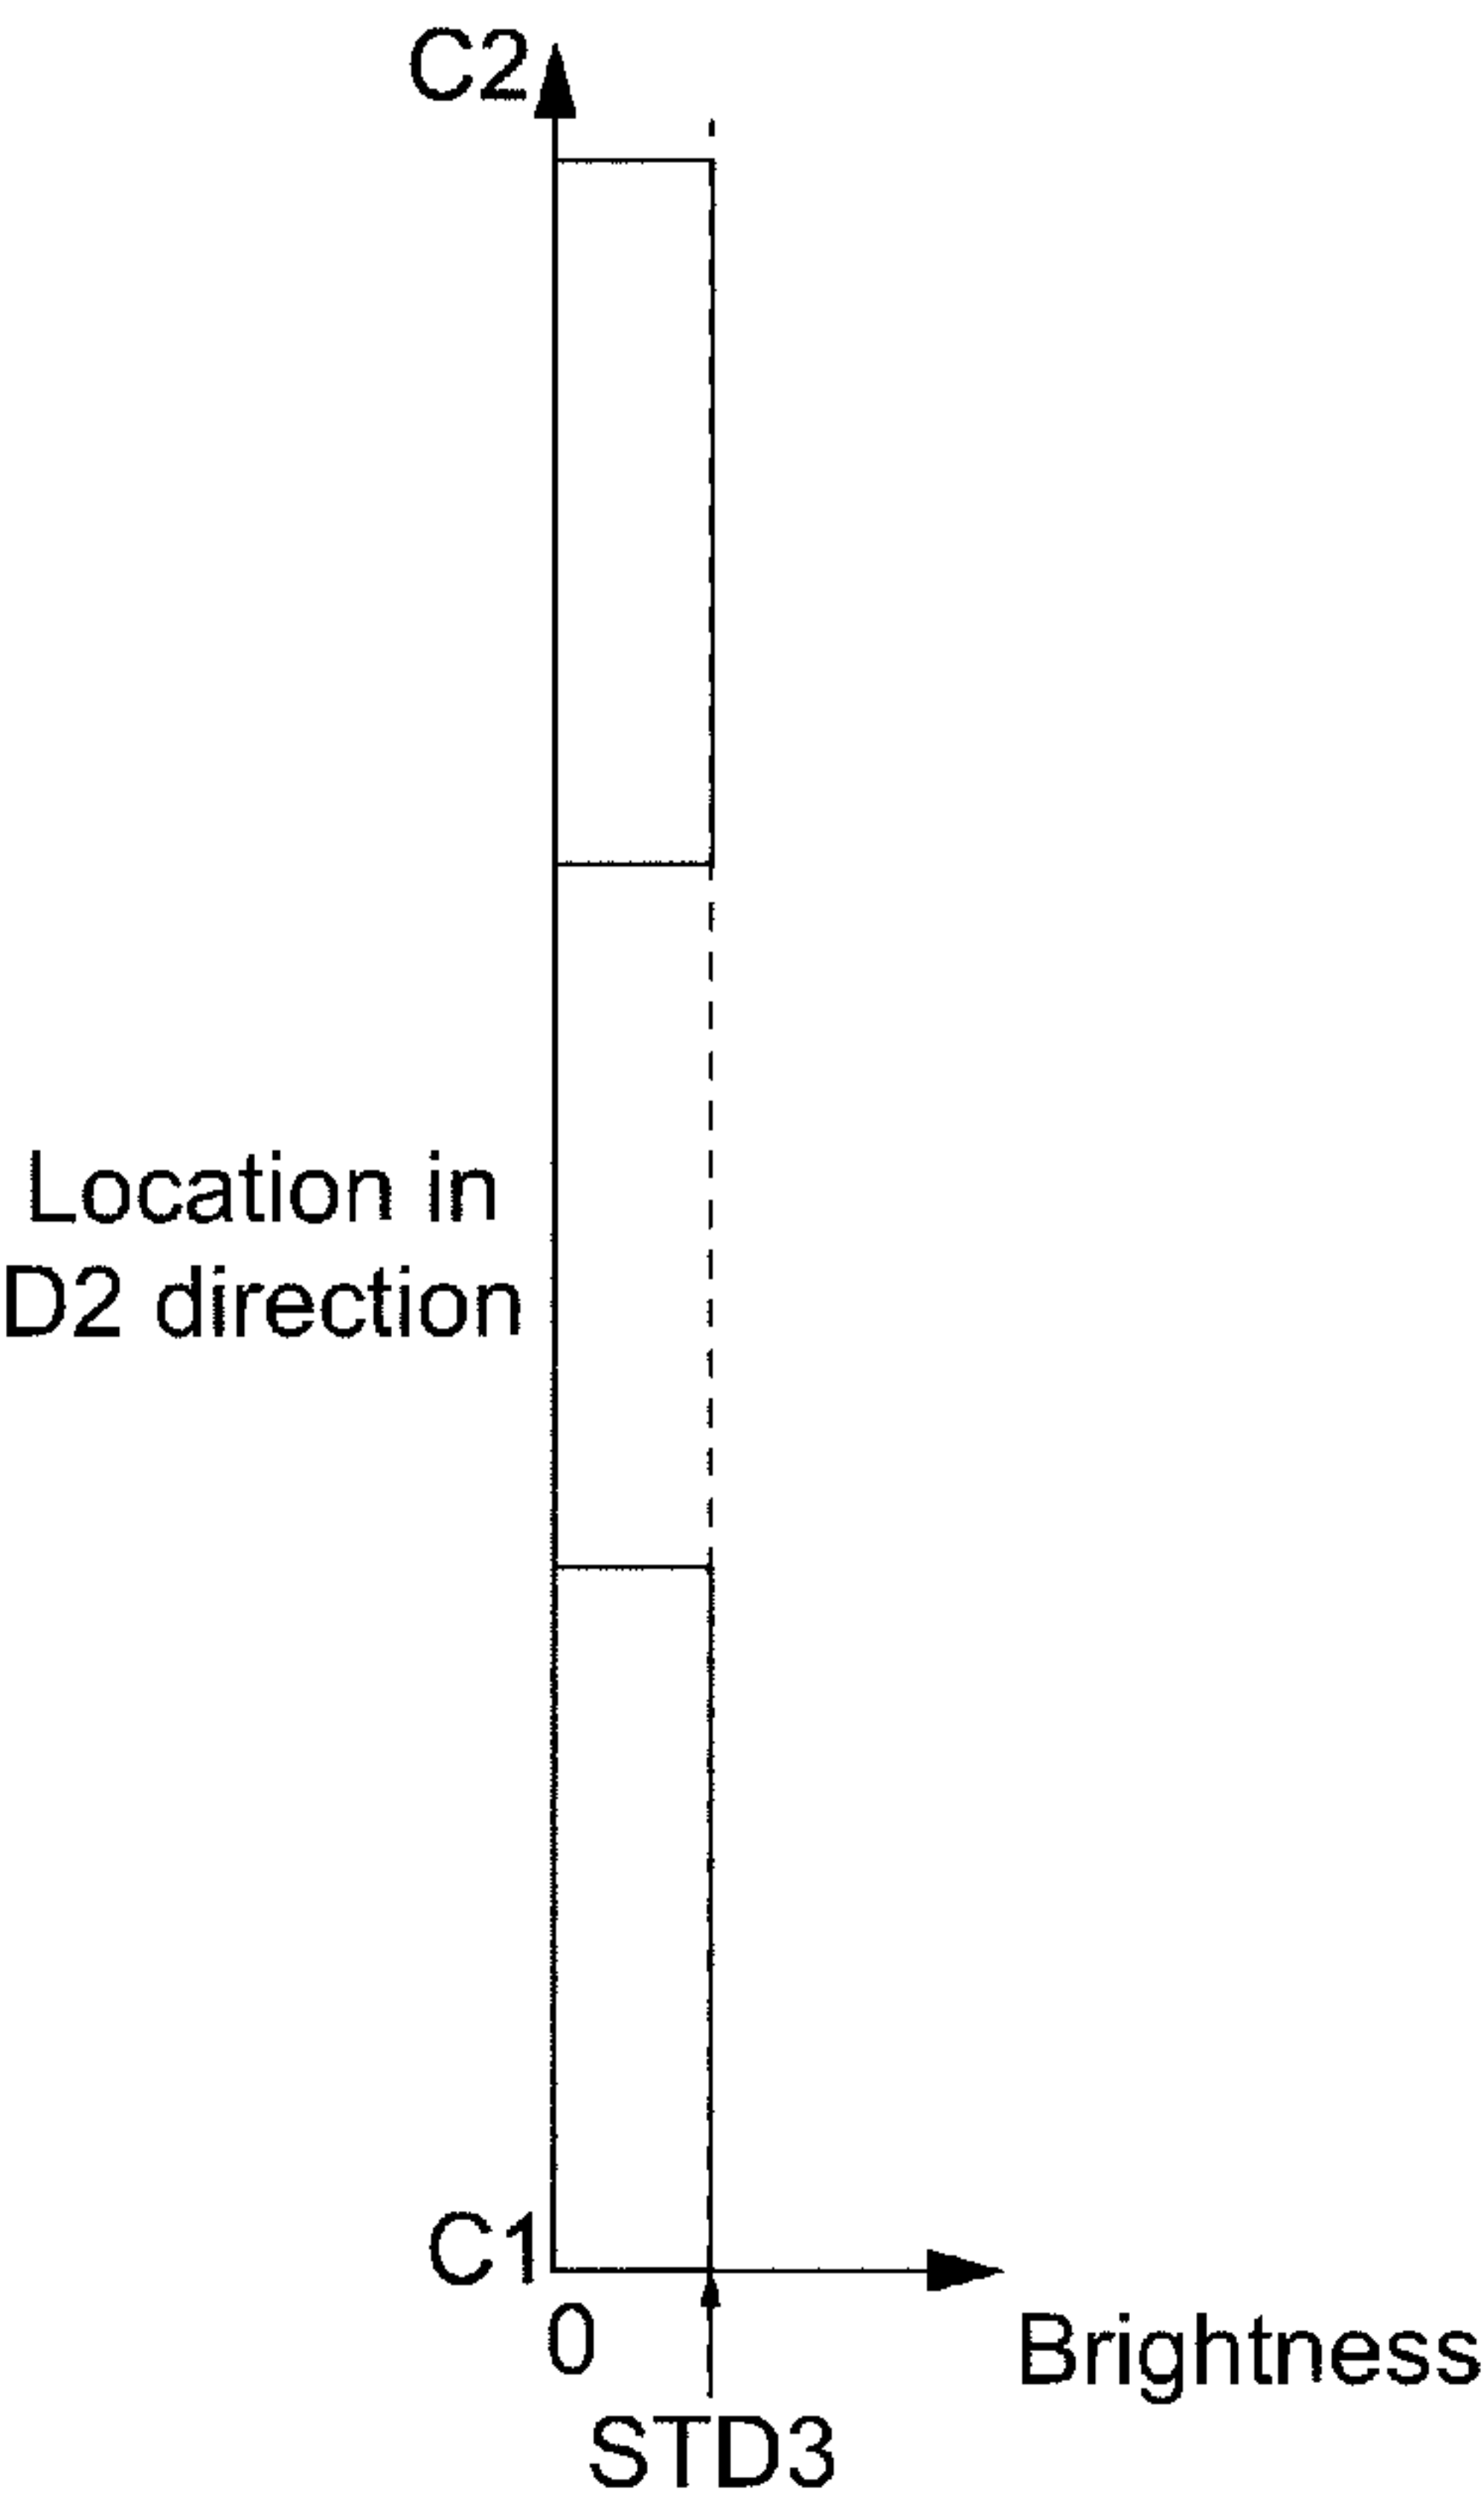 C2
Location in
D2 direction
C1
0
Brightness
STD3